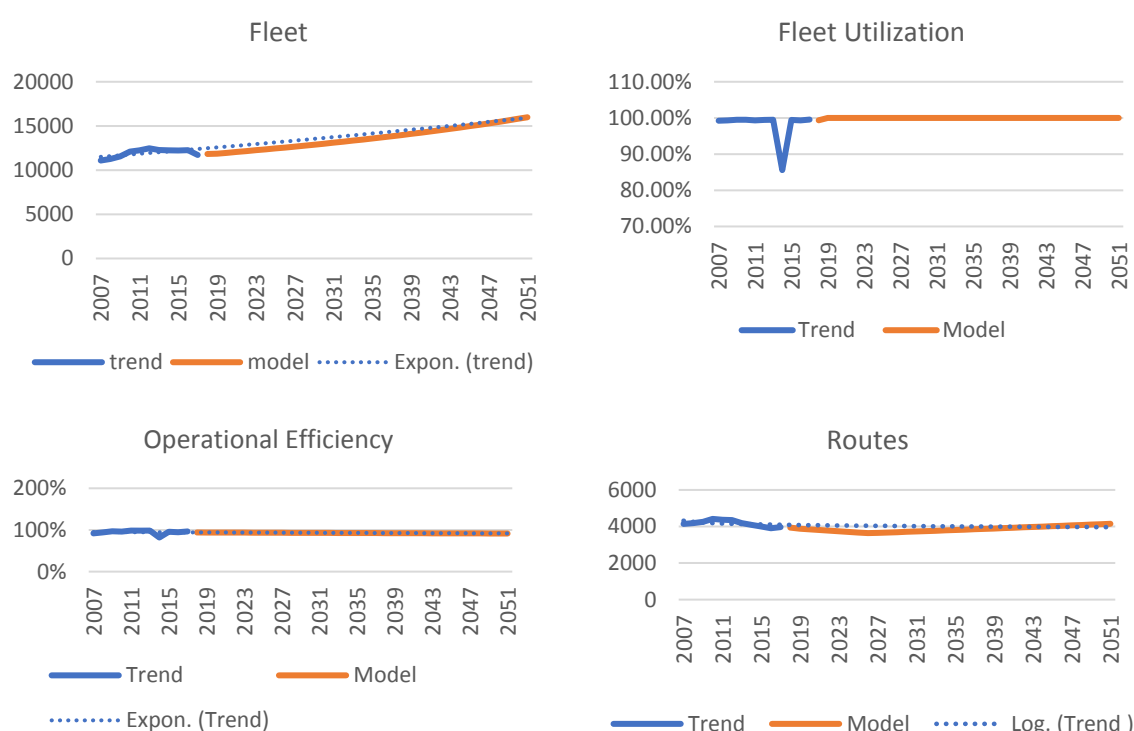 Fleet
20000
15000
10000
5000
0
2007 2011 2015 2019 2023 2027 2031 2035 2039 2043 2047 2051
trend model Expon. (trend)
Fleet Utilization
110.00%
100.00%
90.00%
80.00%
70.00%
2007 2011 2015 2019 2023 2027 2031 2035 2039 2043 2047 2051
Trend Model
Operational Efficiency
200%
100%
0%
2007 2011 2015 2019 2023 2027 2031 2035 2039 2043 2047 2051
Trend Model
Expon. (Trend)
Routes
6000
4000
2000
0
2007 2011 2015 2019 2023 2027 2031 2035 2039 2043 2047 2051
Trend Model Log. (Trend )